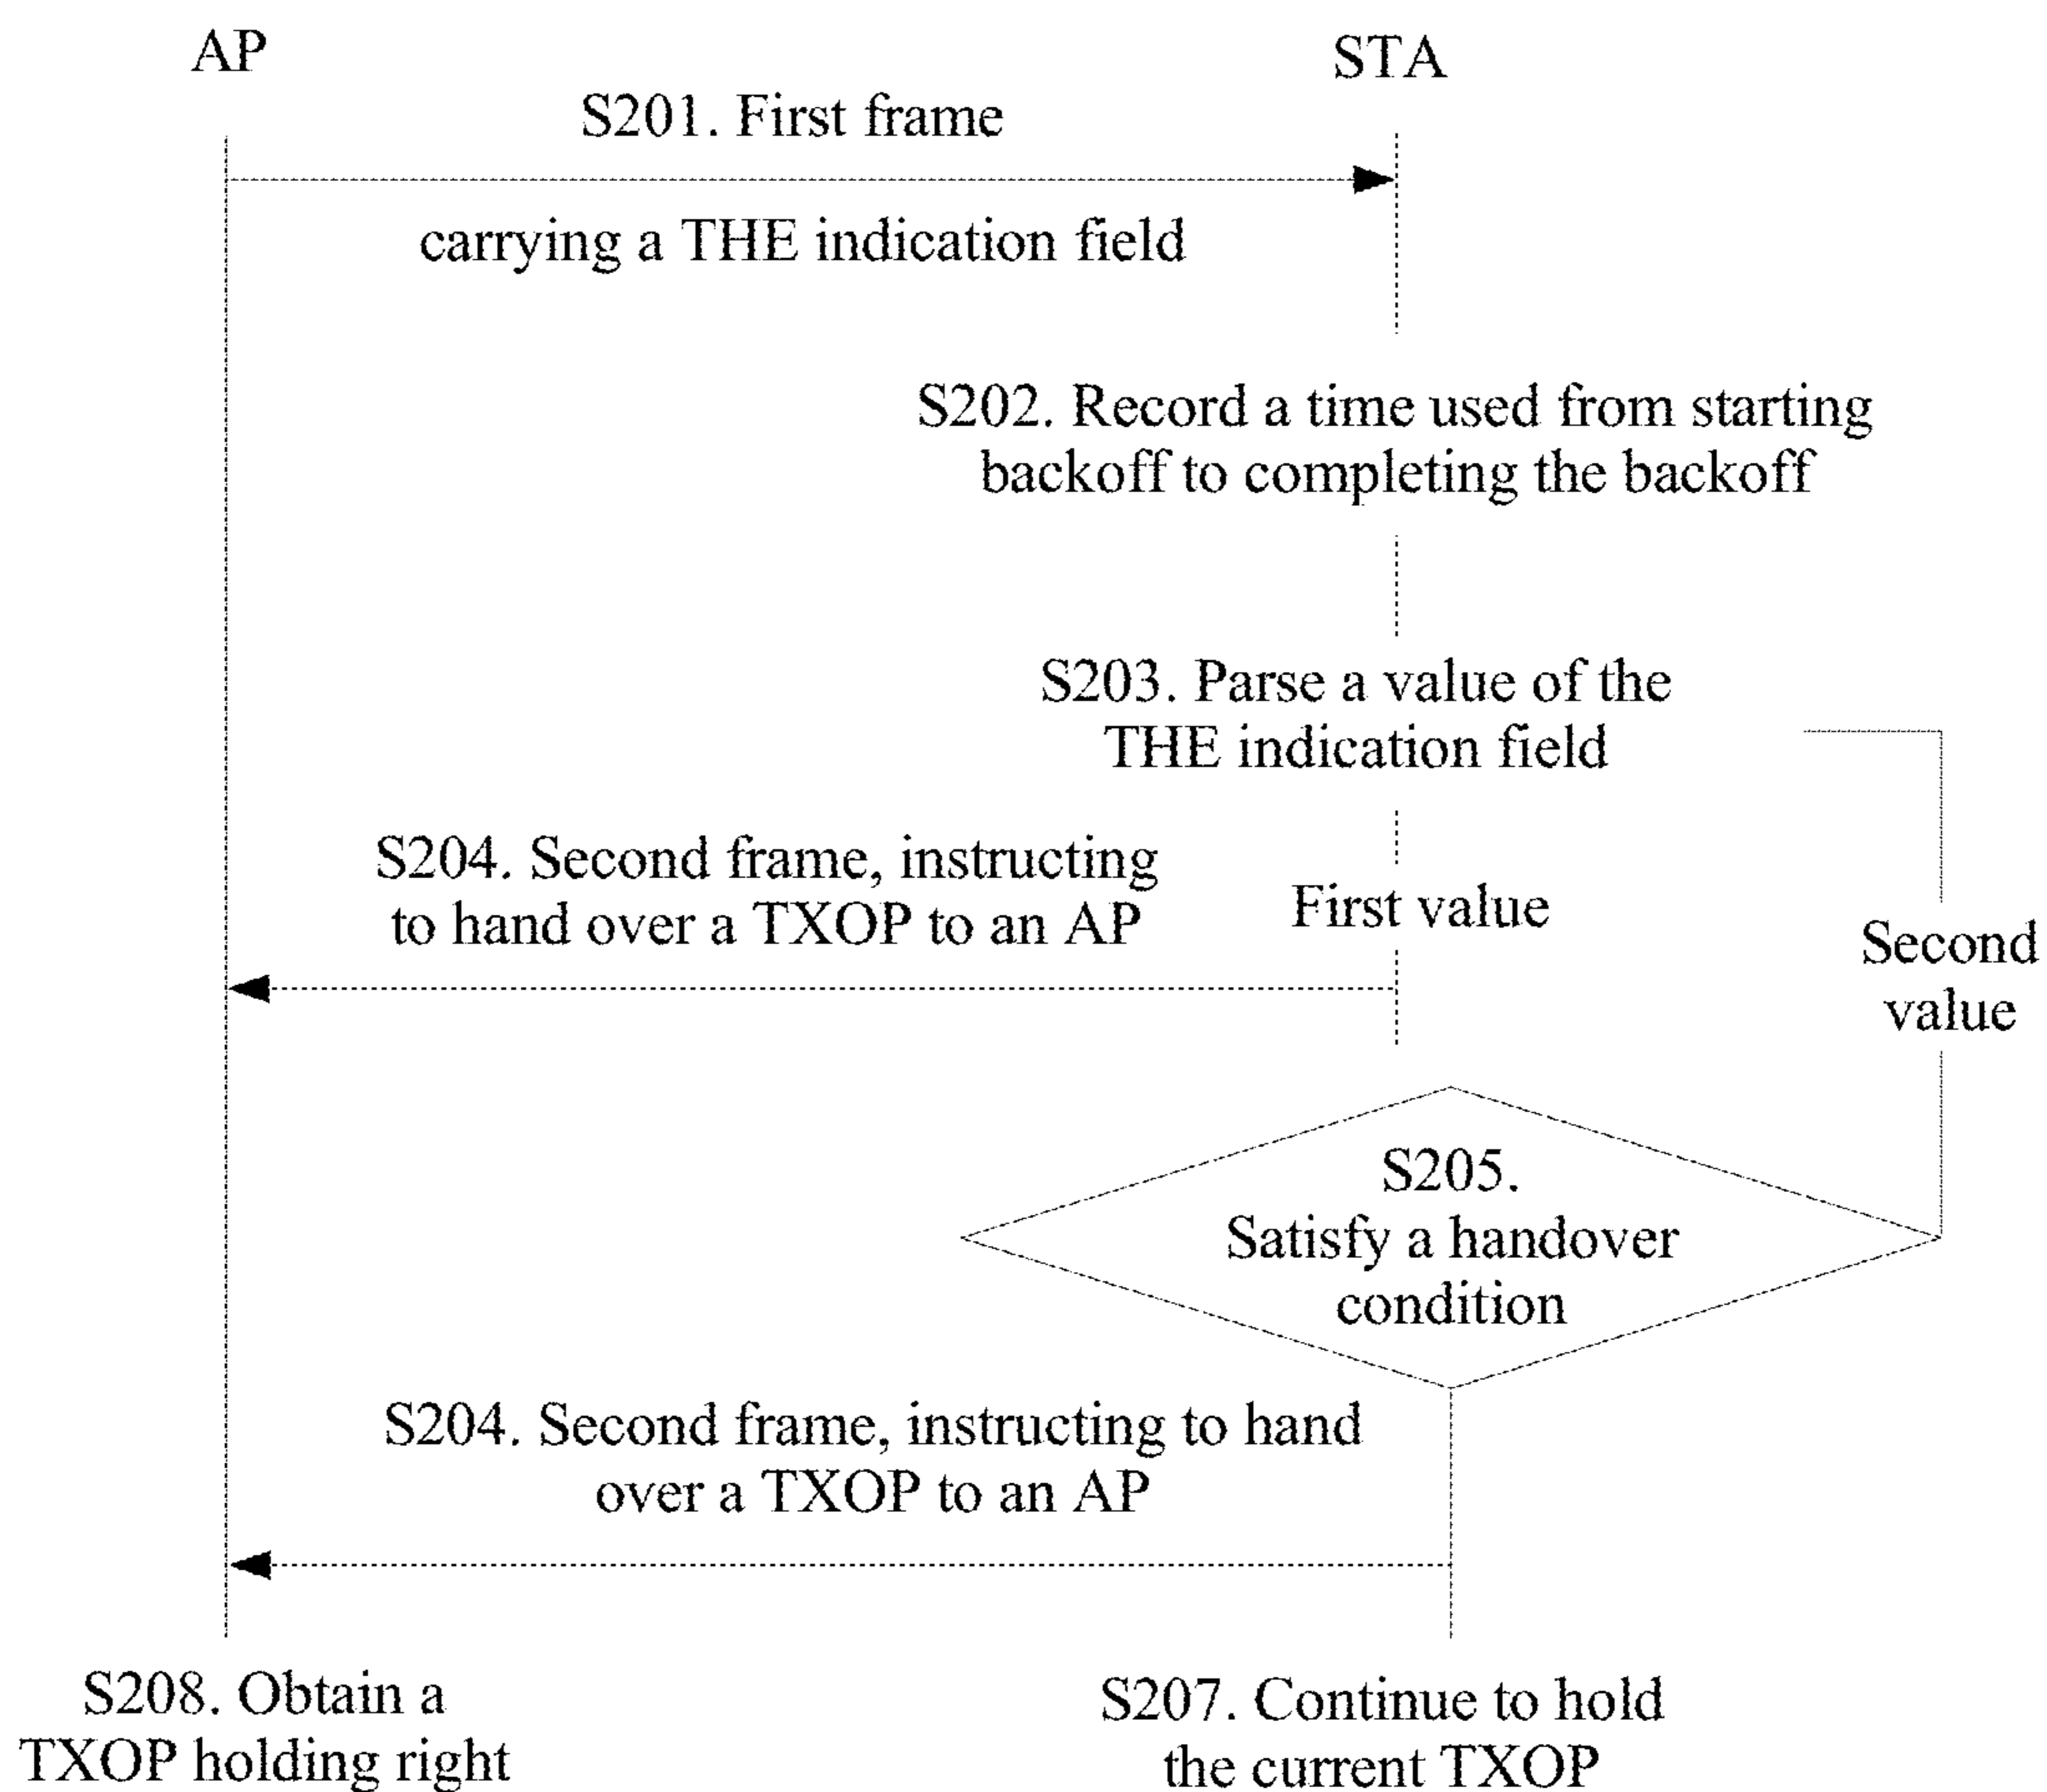 AP
STA
S201. First frame
carrying a THE indication field
S202. Record a time used from starting
backoff to completing the backoff
S203. Parse a value of the
THE indication field
S204. Second frame, instructing
to hand over a TXOP to an AP
First value
Second
value
S205.
Satisfy a handover
condition
S204. Second frame, instructing to hand
over a TXOP to an AP
S208. Obtain a
TXOP holding right
S207. Continue to hold
the current TXOP